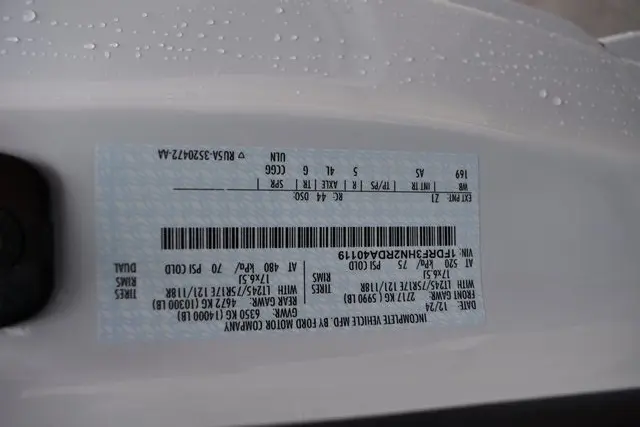 INCOMPLETE VEHICLE MFD. BY FORD MOTOR COMPANY
DATE: 12/24 GVWR: 6350 KG (14000 LB)
FRONT GAWR: 2717 KG (5990 LB) REAR GAWR: 4672 KG (10300 LB)
WITH LT245/75R17E 121/118R TIRES WITH LT245/75R17E 121/118R TIRES
17x6.5J RIMS 17x6.5J RIMS
AT 520 kPa/ 75 PSI COLD AT 480 kPa/ 70 PSI COLD DUAL
VIN: 1FDRF3HN2RDA40119
EXT PNT: Z1 RC: 44 DSO:
WB | INT TR | TP/PS | R | AXLE | TR | SPR
169 AS 5 4L G CCGG
ULN ▽ RU5A-3520472-AA